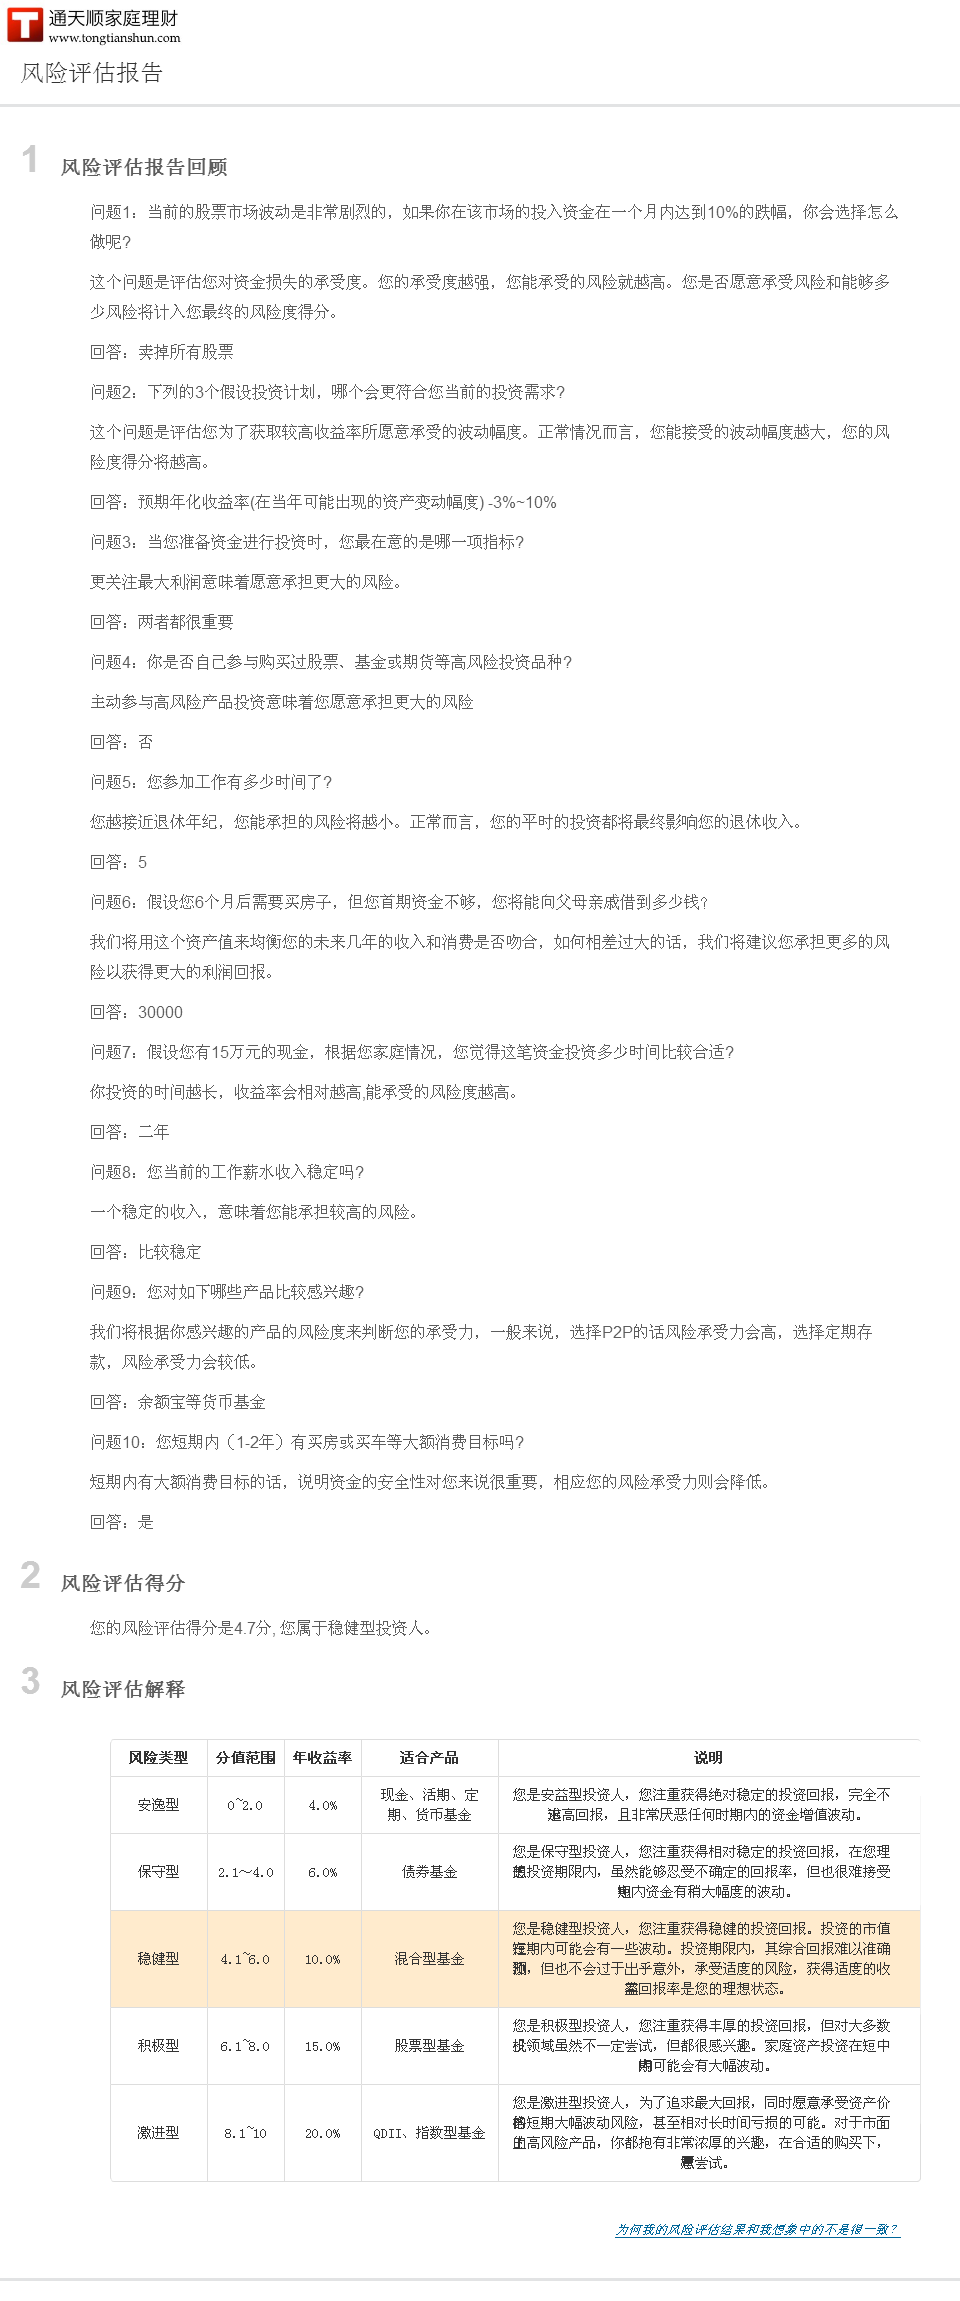 通天顺家庭理财
www.tongtianshun.com
风险评估报告
1 风险评估报告回顾
问题1：当前的股票市场波动是非常剧烈的，如果你在该市场的投入资金在一个月内达到10%的跌幅，你会选择怎么
做呢?
这个问题是评估您对资金损失的承受度。您的承受度越强，您能承受的风险就越高。您是否愿意承受风险和能够多
少风险将计入您最终的风险度得分。
回答：卖掉所有股票
问题2：下列的3个假设投资计划，哪个会更符合您当前的投资需求?
这个问题是评估您为了获取较高收益率所愿意承受的波动幅度。正常情况而言，您能接受的波动幅度越大，您的风
险度得分将越高。
回答：预期年化收益率(在当年可能出现的资产变动幅度) -3%~10%
问题3：当您准备资金进行投资时，您最在意的是哪一项指标?
更关注最大利润意味着愿意承担更大的风险。
回答：两者都很重要
问题4：你是否自己参与购买过股票、基金或期货等高风险投资品种?
主动参与高风险产品投资意味着您愿意承担更大的风险
回答：否
问题5：您参加工作有多少时间了?
您越接近退休年纪，您能承担的风险将越小。正常而言，您的平时的投资都将最终影响您的退休收入。
回答：5
问题6：假设您6个月后需要买房子，但您首期资金不够，您将能向父母亲戚借到多少钱?
我们将用这个资产值来均衡您的未来几年的收入和消费是否吻合，如何相差过大的话，我们将建议您承担更多的风
险以获得更大的利润回报。
回答：30000
问题7：假设您有15万元的现金，根据您家庭情况，您觉得这笔资金投资多少时间比较合适?
你投资的时间越长，收益率会相对越高,能承受的风险度越高。
回答：二年
问题8：您当前的工作薪水收入稳定吗?
一个稳定的收入，意味着您能承担较高的风险。
回答：比较稳定
问题9：您对如下哪些产品比较感兴趣?
我们将根据你感兴趣的产品的风险度来判断您的承受力，一般来说，选择P2P的话风险承受力会高，选择定期存
款，风险承受力会较低。
回答：余额宝等货币基金
问题10：您短期内（1-2年）有买房或买车等大额消费目标吗?
短期内有大额消费目标的话，说明资金的安全性对您来说很重要，相应您的风险承受力则会降低。
回答：是
2 风险评估得分
您的风险评估得分是4.7分, 您属于稳健型投资人。
3 风险评估解释
风险类型 分值范围 年收益率 适合产品 说明
安逸型 0~2.0 4.0% 现金、活期、定
期、货币基金
您是安益型投资人，您注重获得绝对稳定的投资回报，完全不
追高回报，且非常厌恶任何时期内的资金增值波动。
保守型 2.1～4.0 6.0% 债券基金
您是保守型投资人，您注重获得相对稳定的投资回报，在您理
投资期限内，虽然能够忍受不确定的回报率，但也很难接受
内资金有稍大幅度的波动。
稳健型 4.1~6.0 10.0% 混合型基金
您是稳健型投资人，您注重获得稳健的投资回报。投资的市值
期内可能会有一些波动。投资期限内，其综合回报难以准确
，但也不会过于出乎意外，承受适度的风险，获得适度的收
回报率是您的理想状态。
积极型 6.1~8.0 15.0% 股票型基金
您是积极型投资人，您注重获得丰厚的投资回报，但对大多数
领域虽然不一定尝试，但都很感兴趣。家庭资产投资在短中
可能会有大幅波动。
激进型 8.1~10 20.0% QDII、指数型基金
您是激进型投资人，为了追求最大回报，同时愿意承受资产价
短期大幅波动风险，甚至相对长时间亏损的可能。对于市面
高风险产品，你都抱有非常浓厚的兴趣，在合适的购买下，
尝试。
为何我的风险评估结果和我想象中的不是很一致？